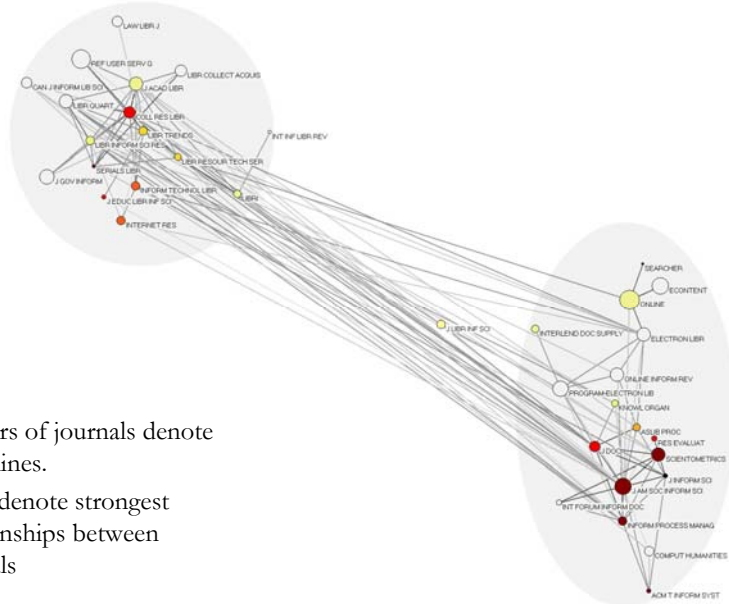 LAW LIBR J
REF USER SERV Q
LIBR COLLECT ACQUIS
CAN J INFORM LIB SCI
J ACAD LIBR
LIBR QUART
COLL RES LIBR
LIBR TRENDS
INT INF LIBR REV
LIBR INFORM SCI RES
LIBR RESOUR TECH SER
SERIALS LIBR
J GOV INFORM
INFORM TECHNOL LIBR
LIBRI
J EDUC LIBR INF SCI
INTERNET RES
SEARCHER
ECONTENT
ONLINE
J LIBR INF SCI
INTERLEND DOC SUPPLY
ELECTRON LIBR
ONLINE INFORM REV
PROGRAM-ELECTRON LIB
KNOWL ORGAN
ASLIB PROC
RES EVALUAT
J DOC
SCIENTOMETRICS
J INFORM SCI
J AM SOC INFORM SCI
INT FORUM INFORM DOC
INFORM PROCESS MANAG
COMPUT HUMANITIES
ACM T INFORM SYST
rs of journals denote
ines.
denote strongest
nships between
ls